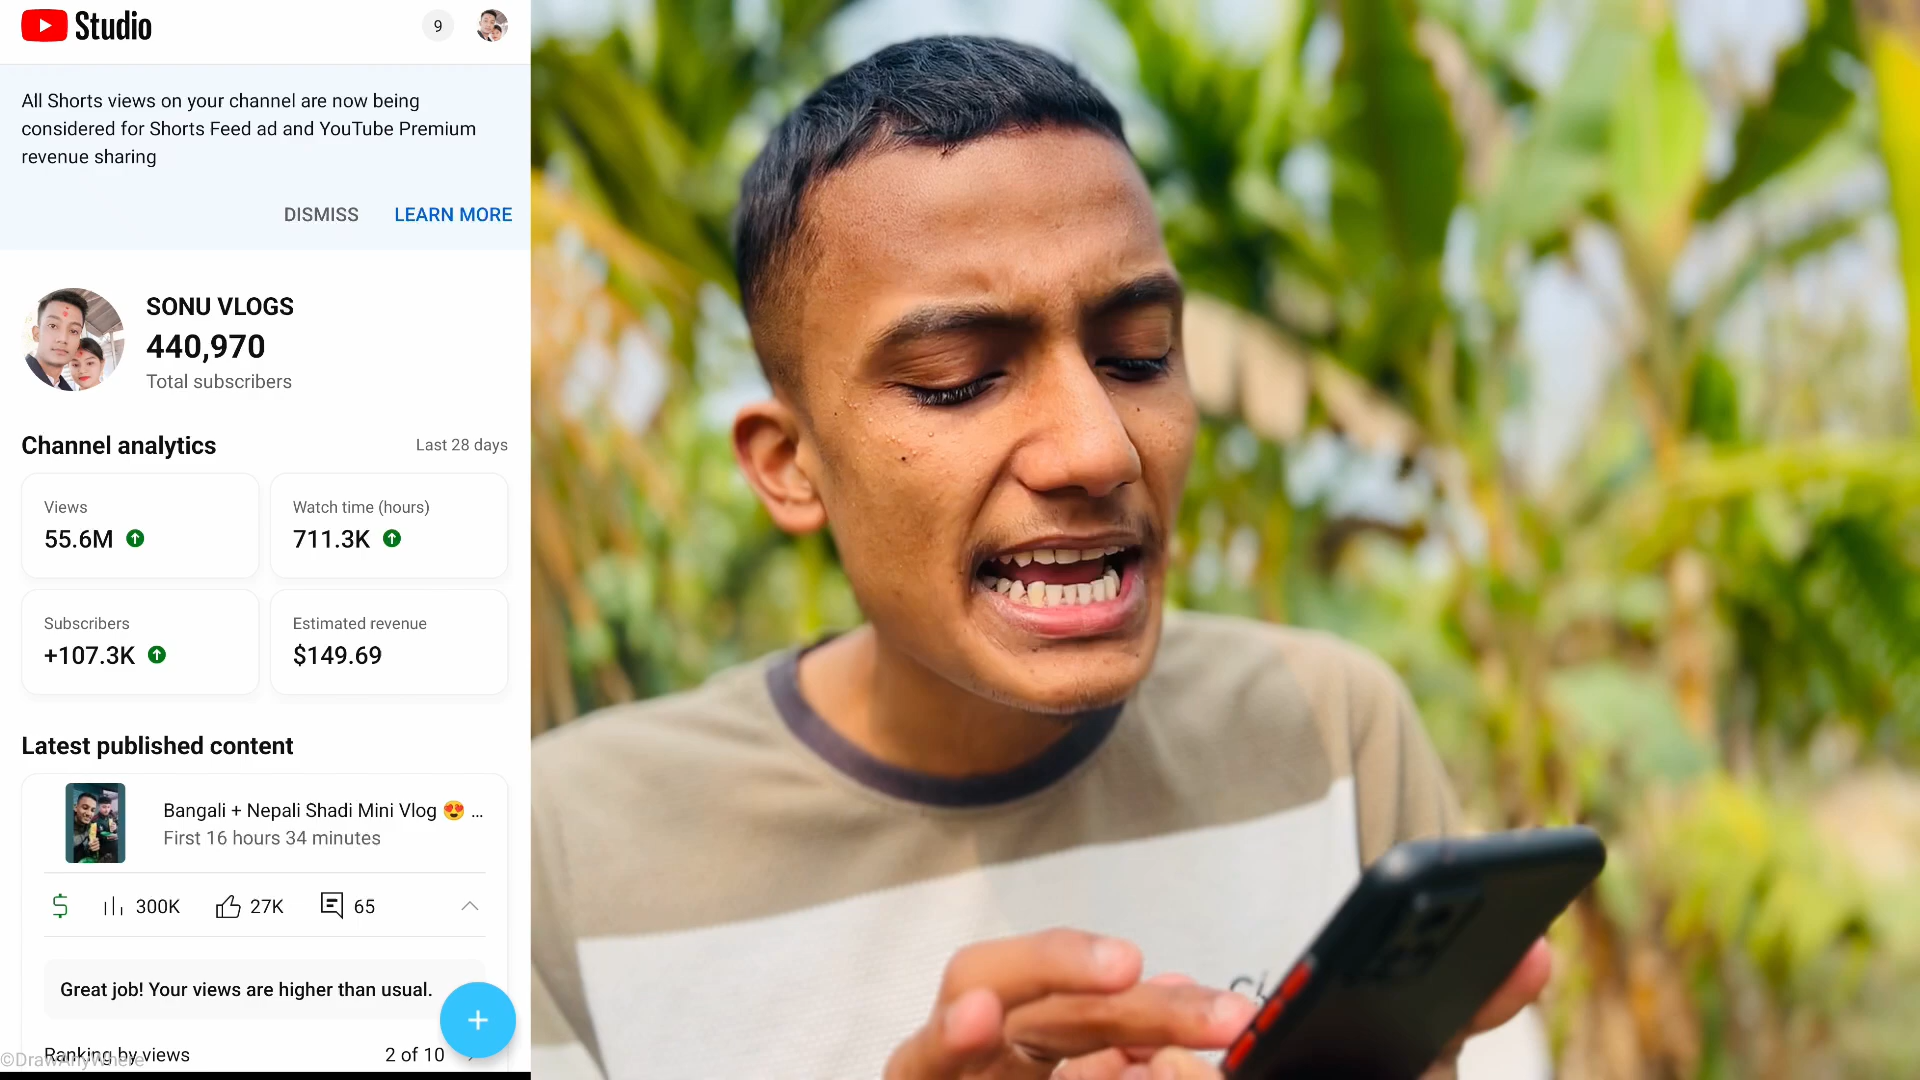 Studio
9
All Shorts views on your channel are now being
considered for Shorts Feed ad and YouTube Premium
revenue sharing
DISMISS LEARN MORE
SONU VLOGS
440,970
Total subscribers
Channel analytics Last 28 days
Views
55.6M
Watch time (hours)
711.3K
Subscribers
+107.3K
Estimated revenue
$149.69
Latest published content
Bangali + Nepali Shadi Mini Vlog 😍 ...
First 16 hours 34 minutes
300K 27K 65
Great job! Your views are higher than usual.
Ranking by views 2 of 10
©DrawAnyWhere